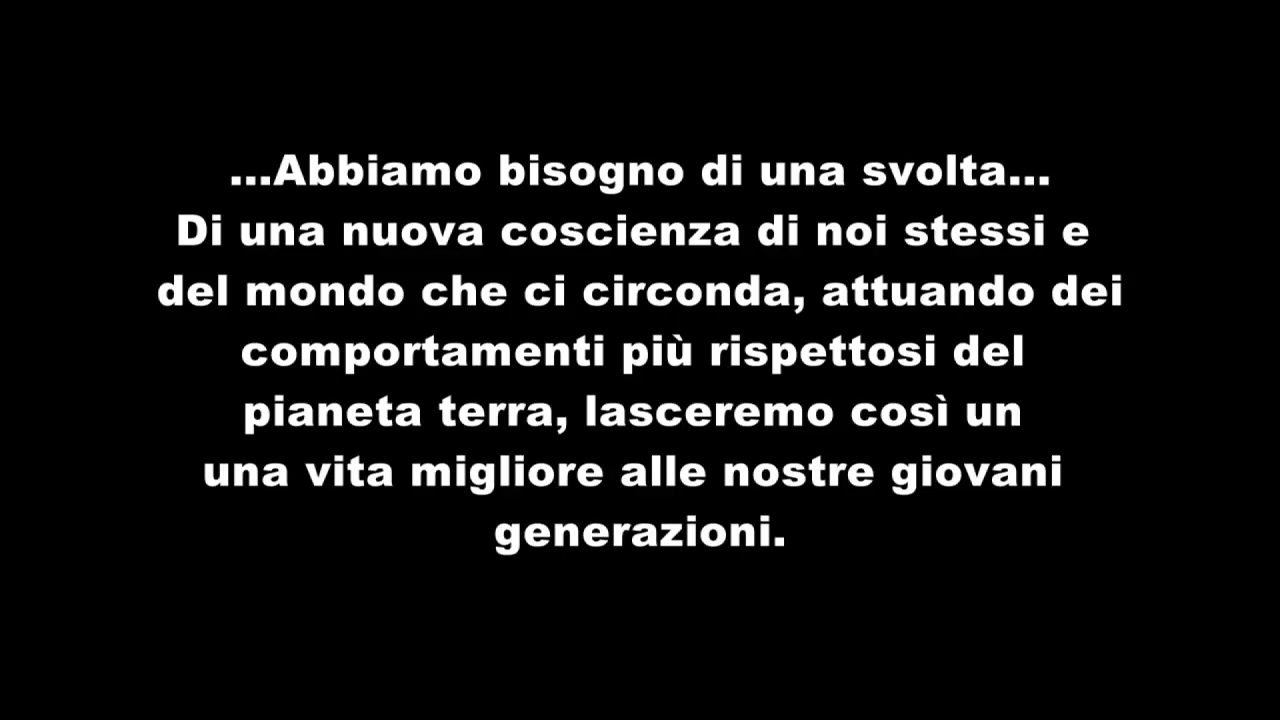 ...Abbiamo bisogno di una svolta...
Di una nuova coscienza di noi stessi e
del mondo che ci circonda, attuando dei
comportamenti più rispettosi del
pianeta terra, lasceremo così un
una vita migliore alle nostre giovani
generazioni.